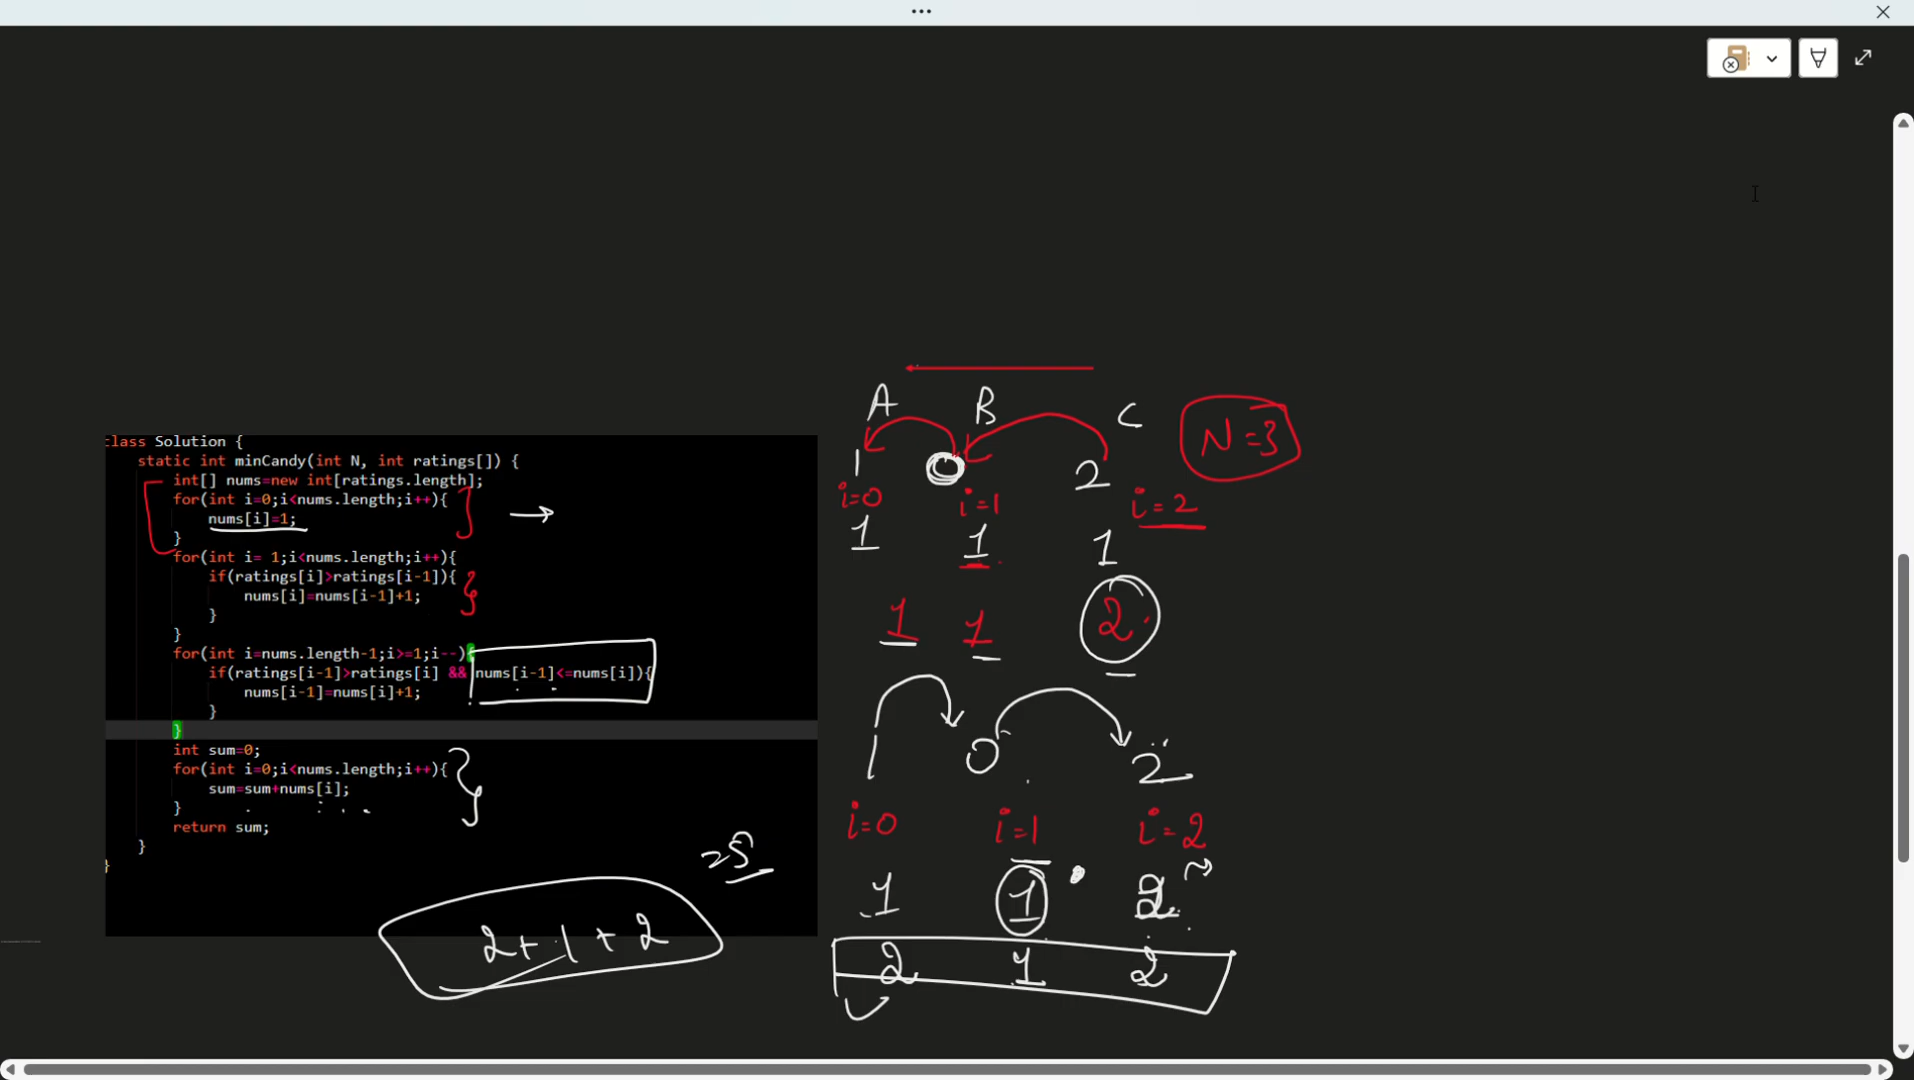 class Solution {
static int minCandy(int N, int ratings[]) {
int[] nums=new int[ratings.length];
for(int i=0;i<nums.length;i++){
nums[i]=1;
}
for(int i= 1;i<nums.length;i++){
if(ratings[i]>ratings[i-1]){
nums[i]=nums[i-1]+1;
}
}
for(int i=nums.length-1;i>=1;i--){
if(ratings[i-1]>ratings[i] && nums[i-1]<=nums[i]){
nums[i-1]=nums[i]+1;
}
}
int sum=0;
for(int i=0;i<nums.length;i++){
sum=sum+nums[i];
}
return sum;
}
}
=5
2+1+2
A B C
N=3
1 0 2
i=0 i=1 i=2
1 1 1
1 1 2
1 0 2
i=0 i=1 i=2
1 1 2
2 1 2